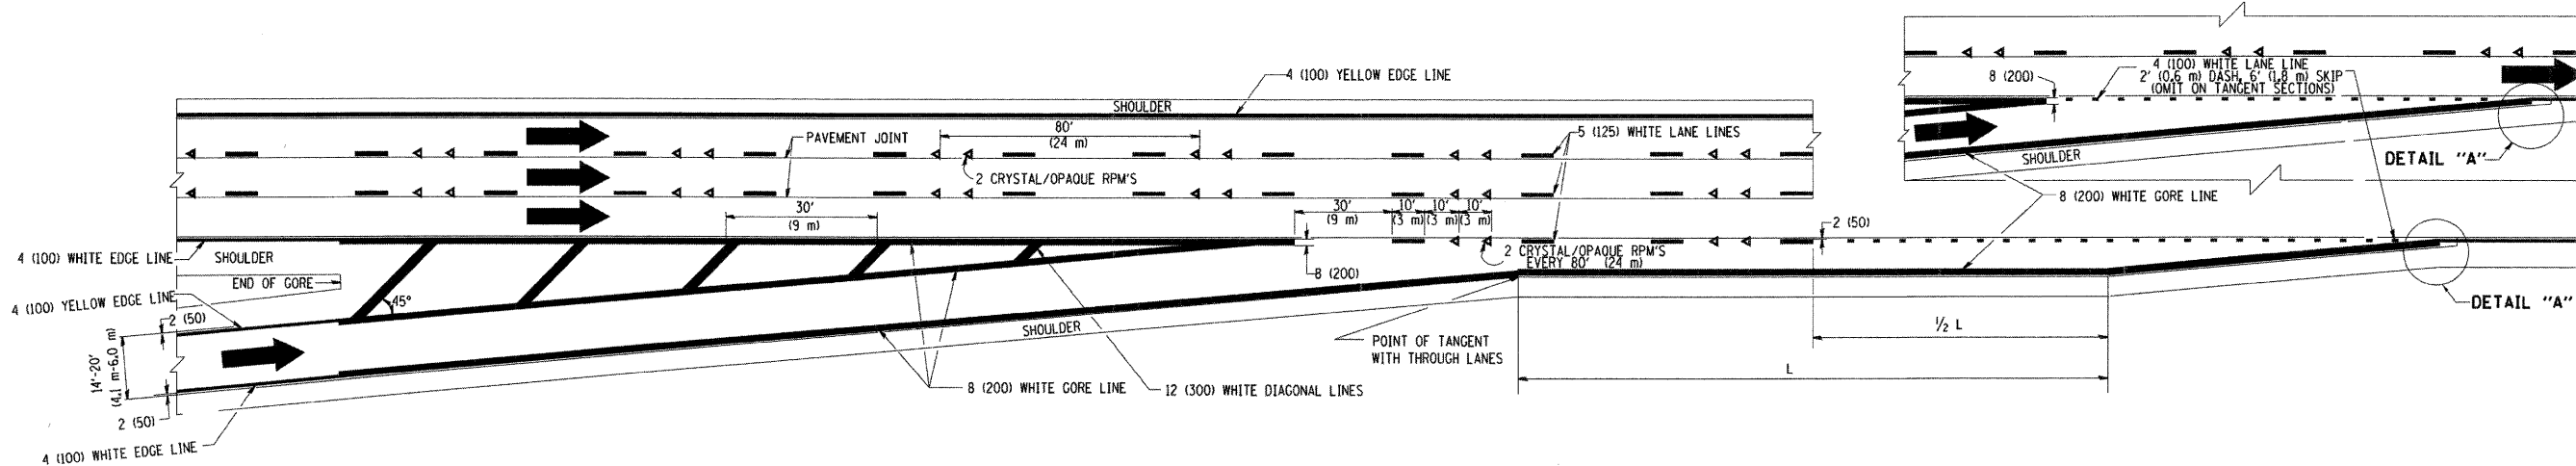 4 (100) YELLOW EDGE LINE
SHOULDER
PAVEMENT JOINT
80'
(24 m)
5 (125) WHITE LANE LINES
2 CRYSTAL/OPAQUE RPM'S
30'
(9 m)
30'
(9 m)
10'
(3 m)
10'
(3 m)
10'
(3 m)
4 (100) WHITE EDGE LINE
SHOULDER
END OF GORE
4 (100) YELLOW EDGE LINE
2 (50)
45°
14'-20'
(4.1 m-6.0 m)
2 (50)
4 (100) WHITE EDGE LINE
SHOULDER
8 (200) WHITE GORE LINE
12 (300) WHITE DIAGONAL LINES
8 (200)
2 CRYSTAL/OPAQUE RPM'S
EVERY 80' (24 m)
POINT OF TANGENT
WITH THROUGH LANES
2 (50)
½ L
L
8 (200)
4 (100) WHITE LANE LINE
2' (0.6 m) DASH, 6' (1.8 m) SKIP
(OMIT ON TANGENT SECTIONS)
SHOULDER
DETAIL "A"
8 (200) WHITE GORE LINE
DETAIL "A"